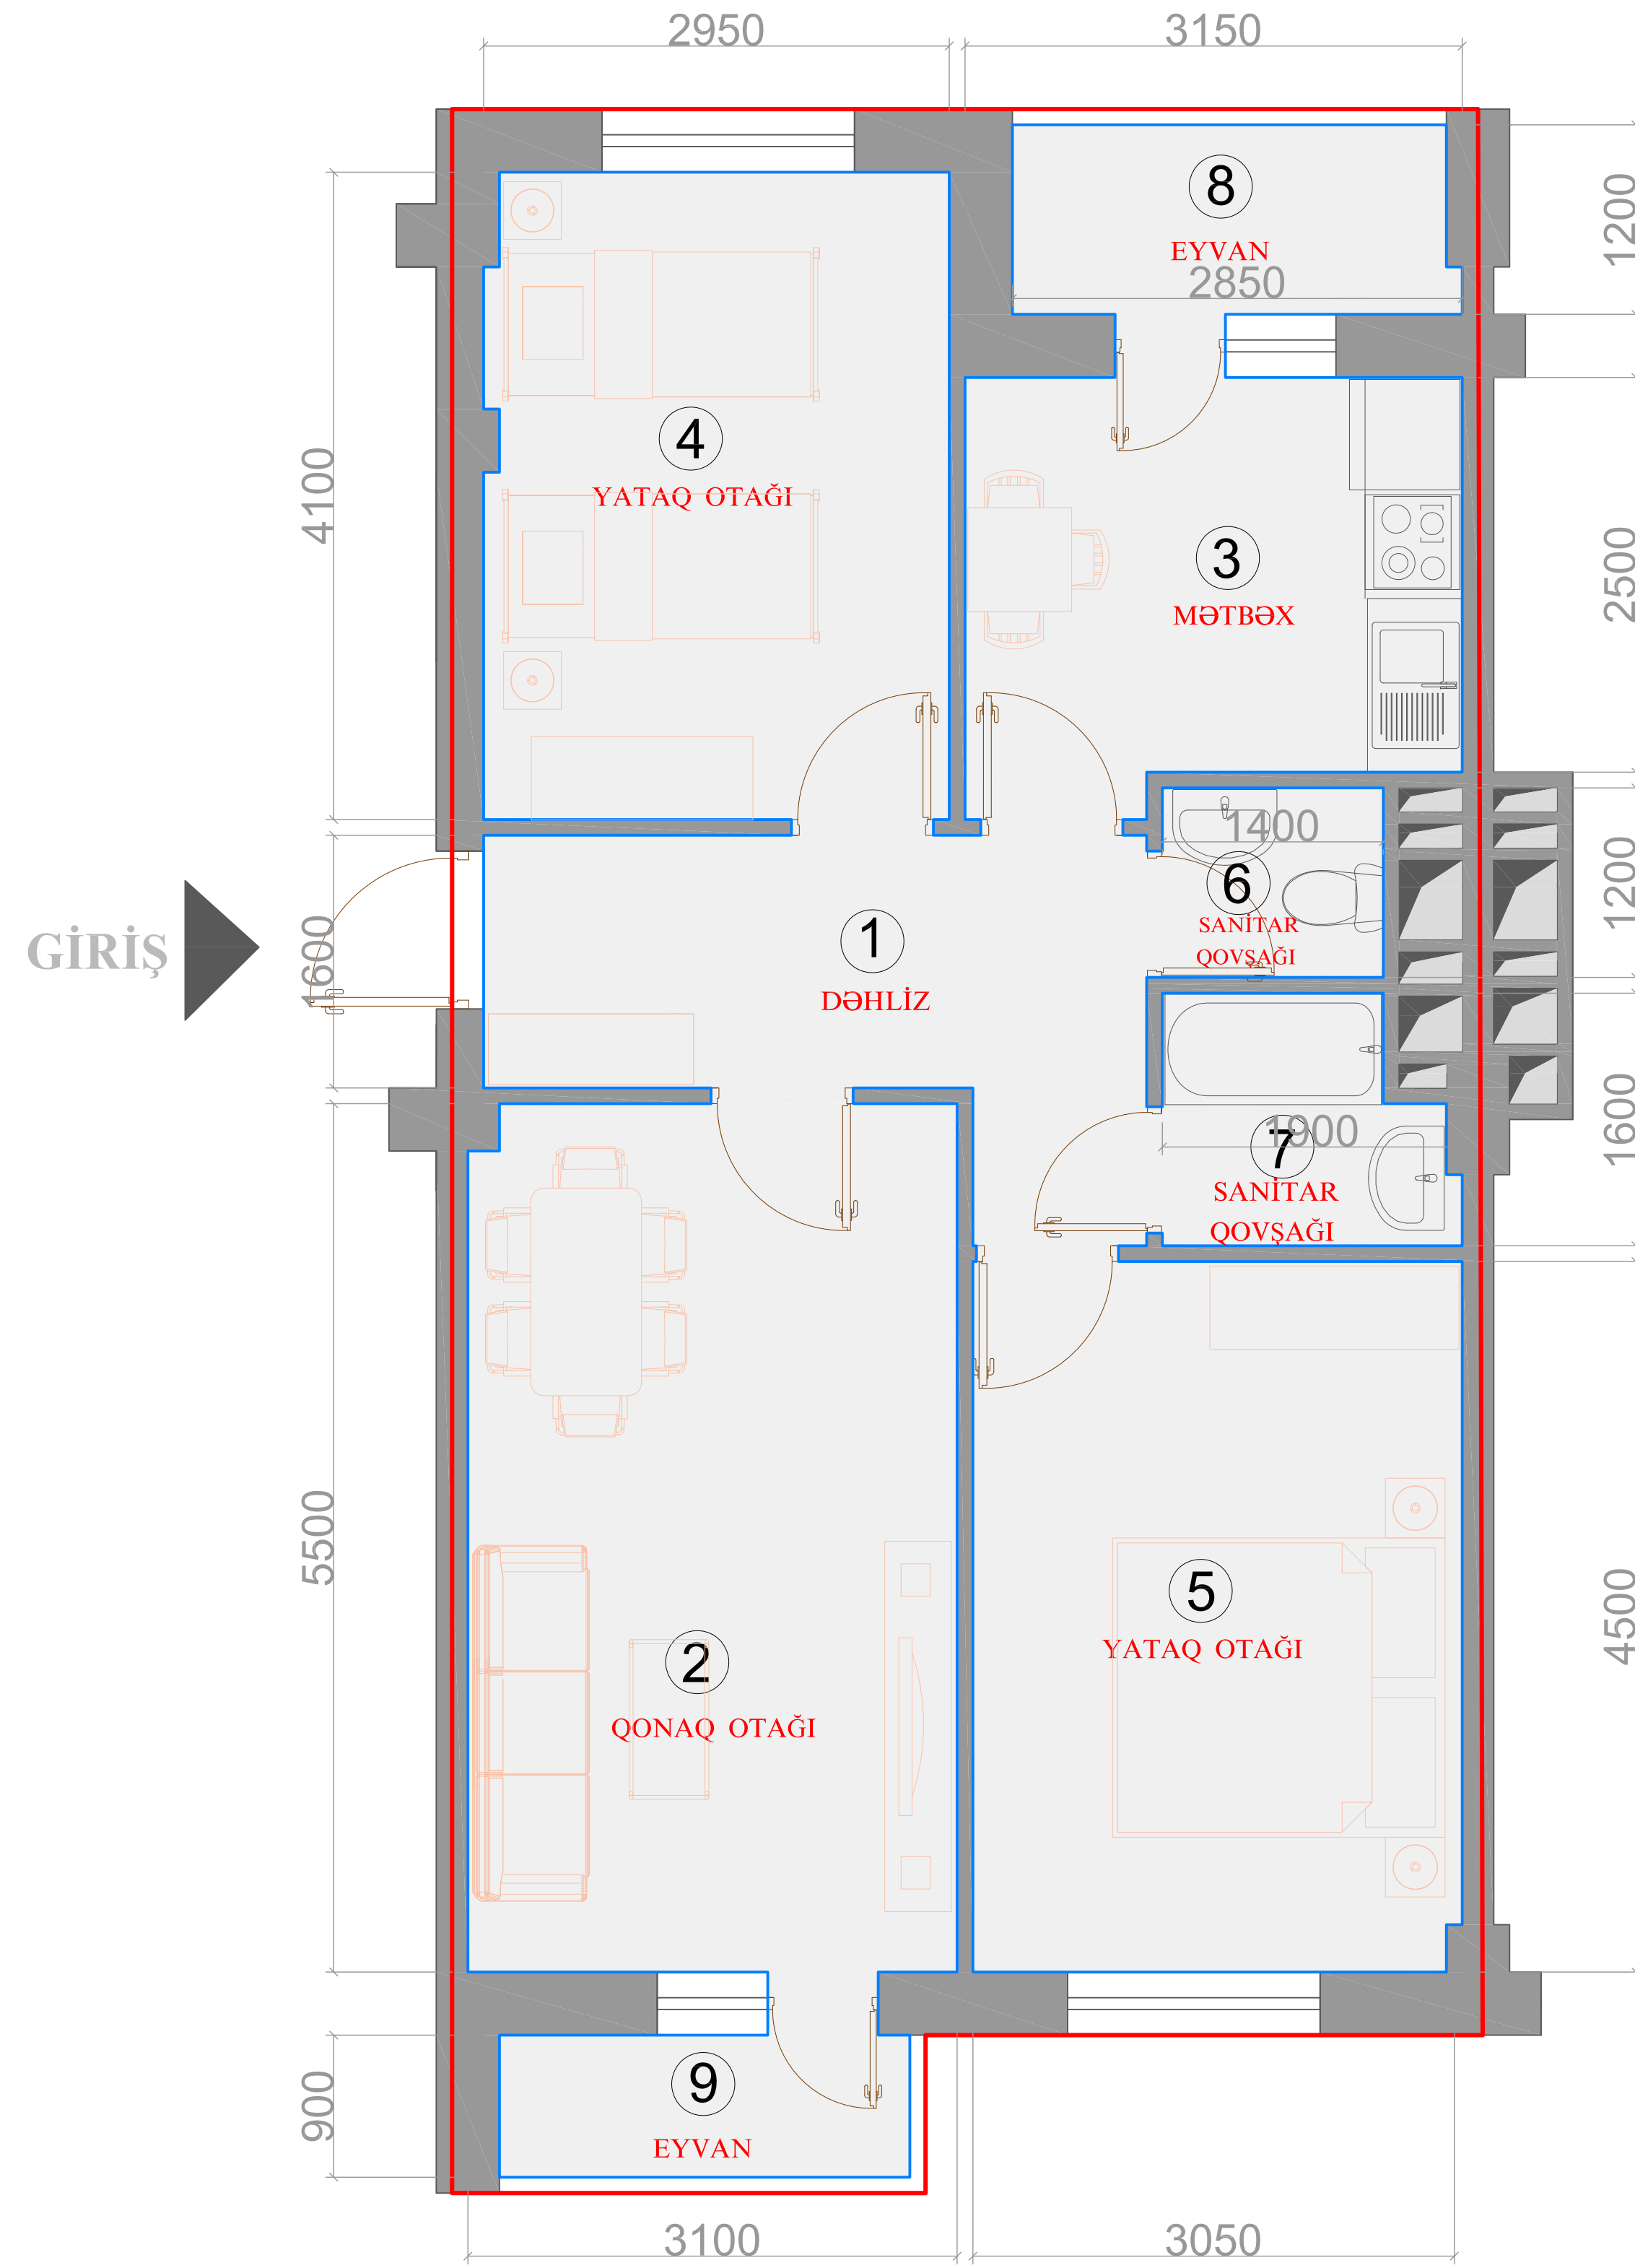 2950
3150
8
EYVAN
2850
1200
4
YATAQ OTAĞI
4100
3
MƏTBƏX
2500
1400
6
SANİTAR
QOVŞAĞI
1200
GİRİŞ
1600
1
DƏHLİZ
1900
7
SANİTAR
QOVŞAĞI
1600
5500
2
QONAQ OTAĞI
5
YATAQ OTAĞI
4500
9
EYVAN
900
3100
3050